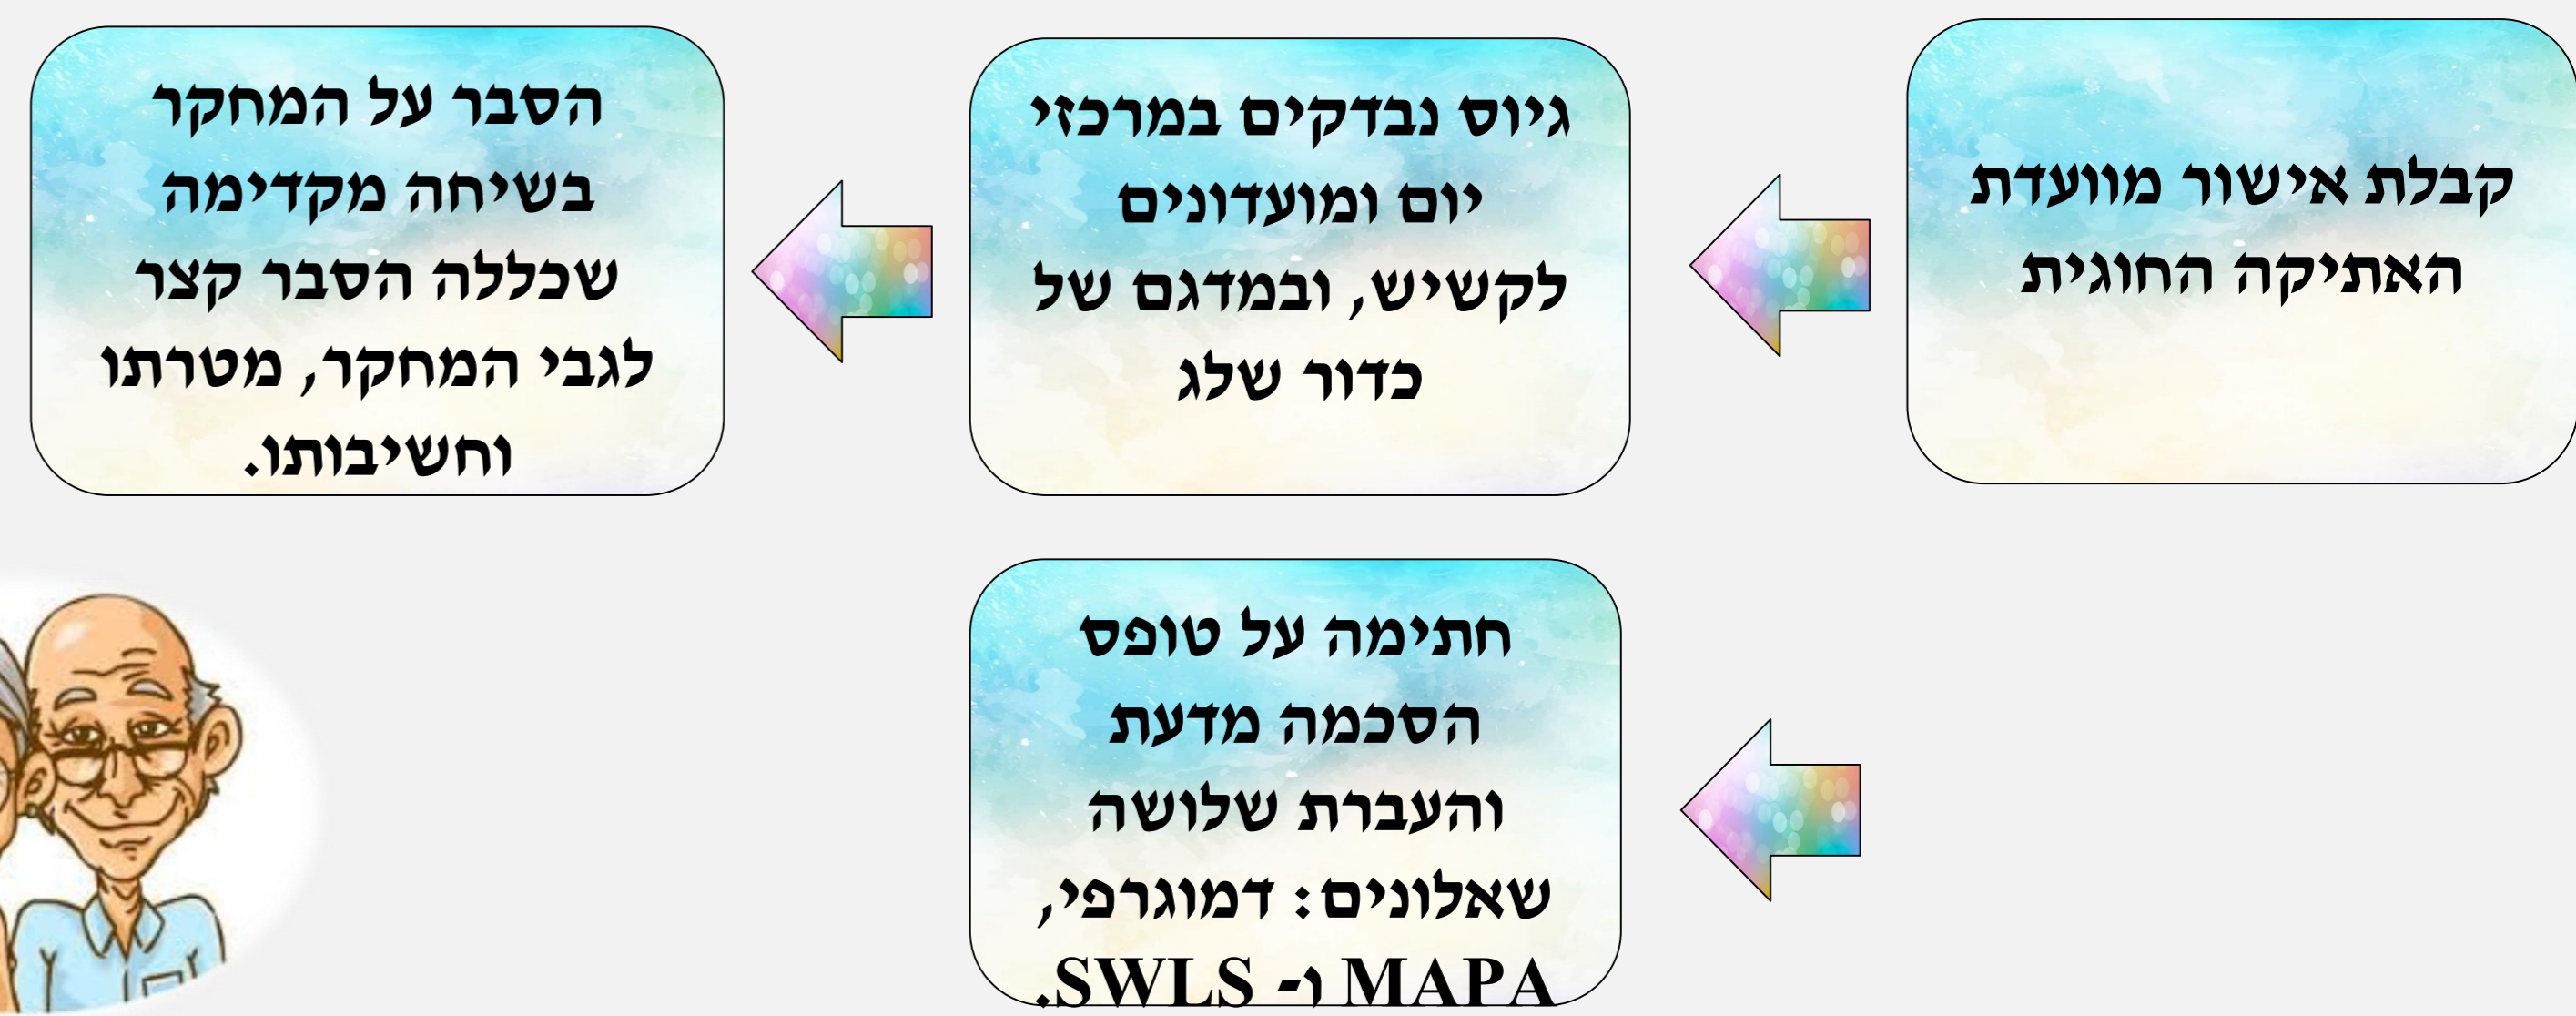 קבלת אישור מוועדת
האתיקה החוגית
גיוס נבדקים במרכזי
יום ומועדונים
לקשיש, ובמדגם של
כדור שלג
הסבר על המחקר
בשיחה מקדימה
שכללה הסבר קצר
לגבי המחקר, מטרתו
וחשיבותו.
חתימה על טופס
הסכמה מדעת
והעברת שלושה
שאלונים: דמוגרפי,
MAPA ו- SWLS.